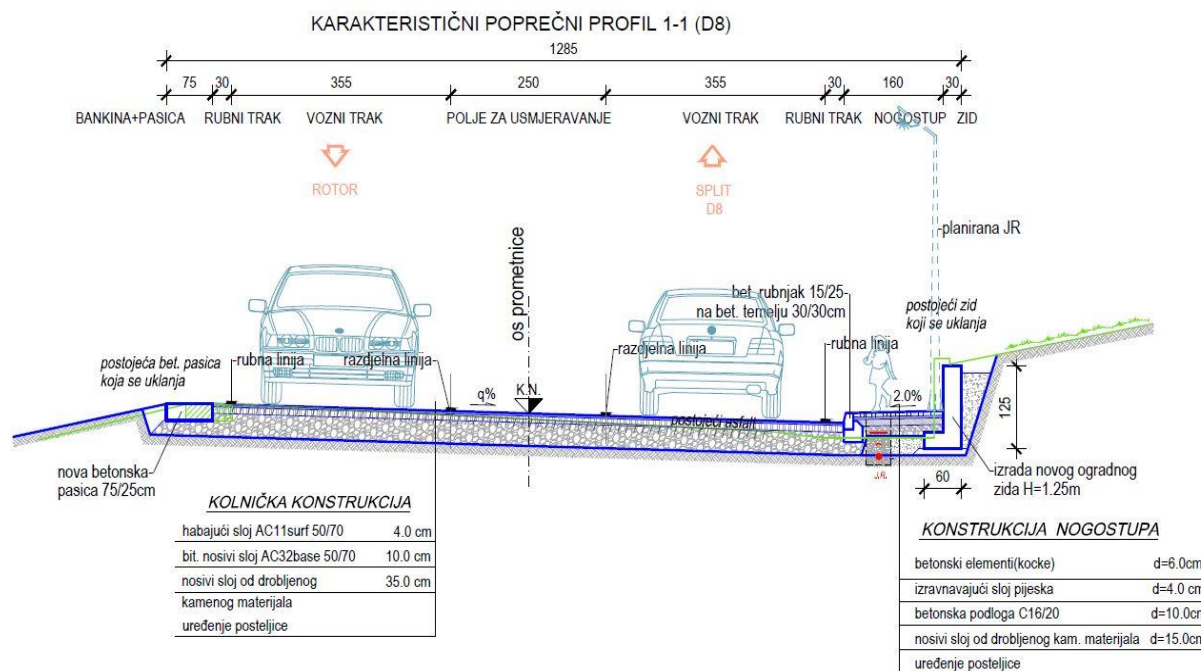 KARAKTERISTIČNI POPREČNI PROFIL 1-1 (D8)
1285
75 30 355 250 355 30 160 30
BANKINA+PASICA RUBNI TRAK VOZNI TRAK POLJE ZA USMJERAVANJE VOZNI TRAK RUBNI TRAK NOGOSTUP ZID
ROTOR
SPLIT
D8
planirana JR
os prometnice
bet. rubnjak 15/25
na bet. temelju 30/30cm
postojeći zid
koji se uklanja
postojeća bet. pasica
koja se uklanja
rubna linija
razdjelna linija
razdjelna linija
rubna linija
q%
K.N.
2.0%
postojeći asfalt
125
J.R.
60
nova betonska
pasica 75/25cm
izrada novog ogradnog
zida H=1.25m
KOLNIČKA KONSTRUKCIJA
habajući sloj AC11surf 50/70 4.0 cm
bit. nosivi sloj AC32base 50/70 10.0 cm
nosivi sloj od drobljenog 35.0 cm
kamenog materijala
uređenje posteljice
KONSTRUKCIJA NOGOSTUPA
betonski elementi(kocke) d=6.0cm
izravnavajući sloj pijeska d=4.0 cm
betonska podloga C16/20 d=10.0cm
nosivi sloj od drobljenog kam. materijala d=15.0cm
uređenje posteljice